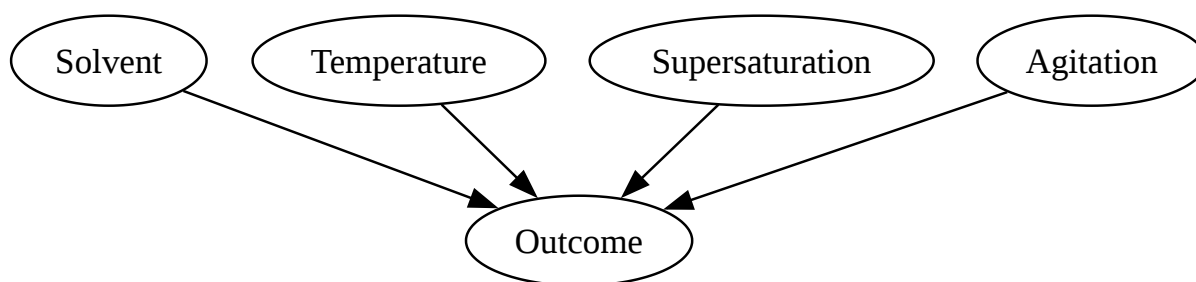 Solvent
Temperature
Supersaturation
Agitation
Outcome